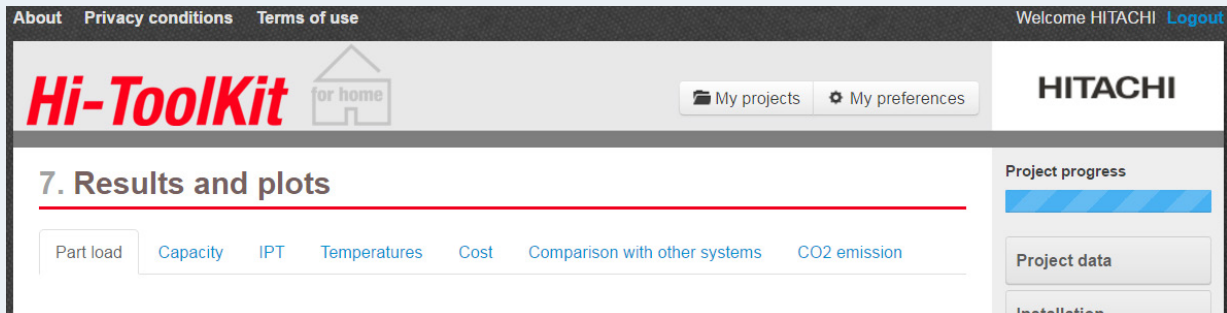 About Privacy conditions Terms of use
Welcome HITACHI Logout
Hi-ToolKit
for home
My projects My preferences
HITACHI
7. Results and plots
Part load Capacity IPT Temperatures Cost Comparison with other systems CO2 emission
Project progress
Project data
Installation